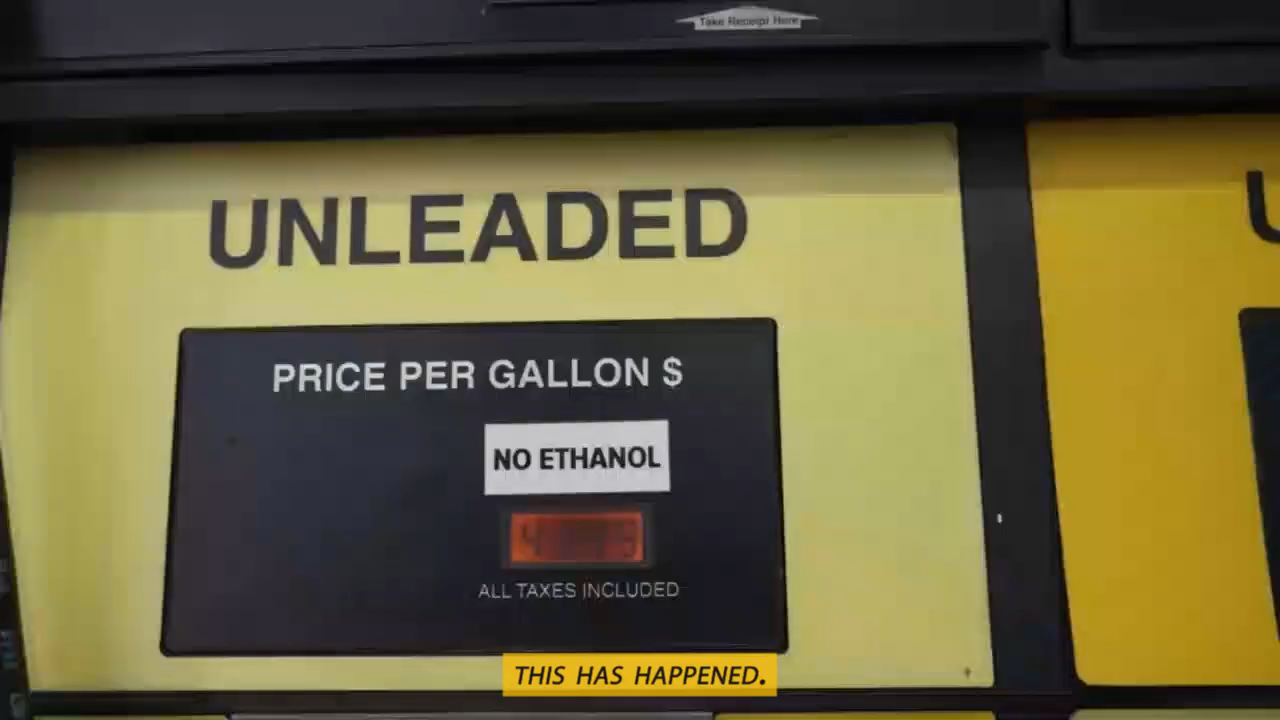 Take Receipt Here
UNLEADED
PRICE PER GALLON $
NO ETHANOL
ALL TAXES INCLUDED
THIS HAS HAPPENED.